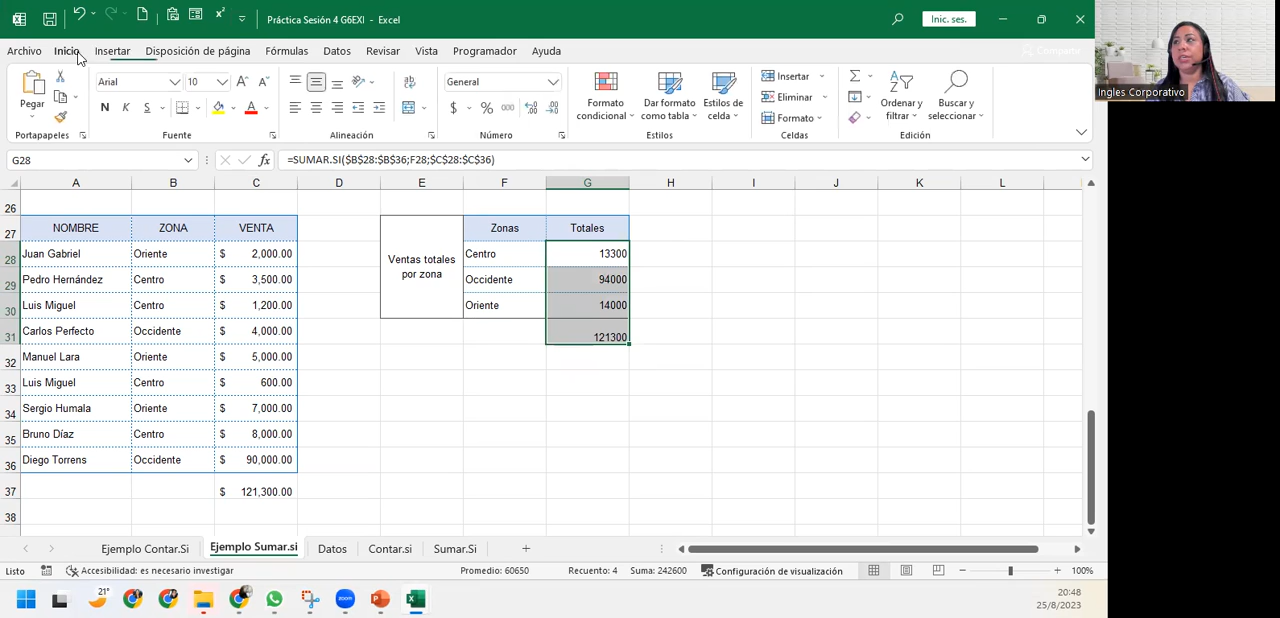 Práctica Sesión 4 G6EXI - Excel
Inic. ses.
Archivo Inicio Insertar Disposición de página Fórmulas Datos Revisar Vista Programador Ayuda
Comparte
Pegar
Portapapeles
Arial 10
N K S
Fuente
Alineación
General
$ % 000
Número
Formato condicional
Dar formato como tabla
Estilos de celda
Estilos
Insertar
Eliminar
Formato
Celdas
Ordenar y filtrar
Buscar y seleccionar
Edición
Ingles Corporativo
G28 fx =SUMAR.SI($B$28:$B$36;F28;$C$28:$C$36)
A B C D E F G H I J K L
26
27 NOMBRE ZONA VENTA Zonas Totales
28 Juan Gabriel Oriente $ 2,000.00 Centro 13300
Ventas totales por zona
29 Pedro Hernández Centro $ 3,500.00 Occidente 94000
30 Luis Miguel Centro $ 1,200.00 Oriente 14000
31 Carlos Perfecto Occidente $ 4,000.00 121300
32 Manuel Lara Oriente $ 5,000.00
33 Luis Miguel Centro $ 600.00
34 Sergio Humala Oriente $ 7,000.00
35 Bruno Díaz Centro $ 8,000.00
36 Diego Torrens Occidente $ 90,000.00
37 $ 121,300.00
38
Ejemplo Contar.Si Ejemplo Sumar.si Datos Contar.si Sumar.Si
Listo Accesibilidad: es necesario investigar Promedio: 60650 Recuento: 4 Suma: 242600 Configuración de visualización 100%
21°
20:48
25/8/2023